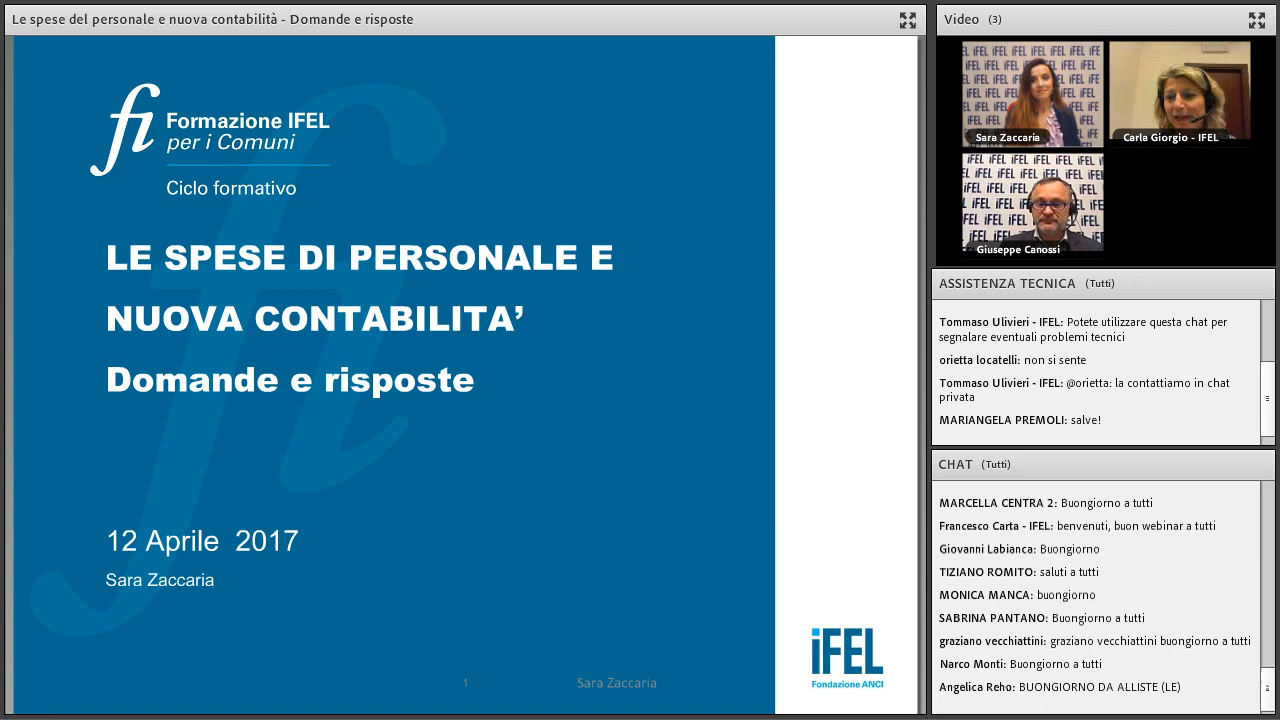 Le spese del personale e nuova contabilità - Domande e risposte
fi
Formazione IFEL
per i Comuni
Ciclo formativo
LE SPESE DI PERSONALE E
NUOVA CONTABILITA’
Domande e risposte
12 Aprile 2017
Sara Zaccaria
1
Sara Zaccaria
iFEL
Fondazione ANCI
Video (3)
Sara Zaccaria
Carla Giorgio - IFEL
Giuseppe Canossi
ASSISTENZA TECNICA (Tutti)
Tommaso Ulivieri - IFEL: Potete utilizzare questa chat per
segnalare eventuali problemi tecnici
orietta locatelli: non si sente
Tommaso Ulivieri - IFEL: @orietta: la contattiamo in chat
privata
MARIANGELA PREMOLI: salve!
CHAT (Tutti)
MARCELLA CENTRA 2: Buongiorno a tutti
Francesco Carta - IFEL: benvenuti, buon webinar a tutti
Giovanni Labianca: Buongiorno
TIZIANO ROMITO: saluti a tutti
MONICA MANCA: buongiorno
SABRINA PANTANO: Buongiorno a tutti
graziano vecchiattini: graziano vecchiattini buongiorno a tutti
Narco Monti: Buongiorno a tutti
Angelica Reho: BUONGIORNO DA ALLISTE (LE)